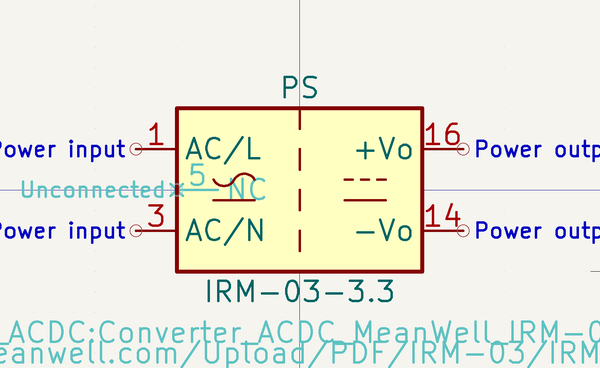 PS
1 16
Power input AC/L +Vo Power outp
Unconnected 5 NC
3 14
Power input AC/N −Vo Power outp
IRM−03−3.3
_ACDC:Converter_ACDC_MeanWell_IRM−0
eanwell.com/Upload/PDF/IRM−03/IRM